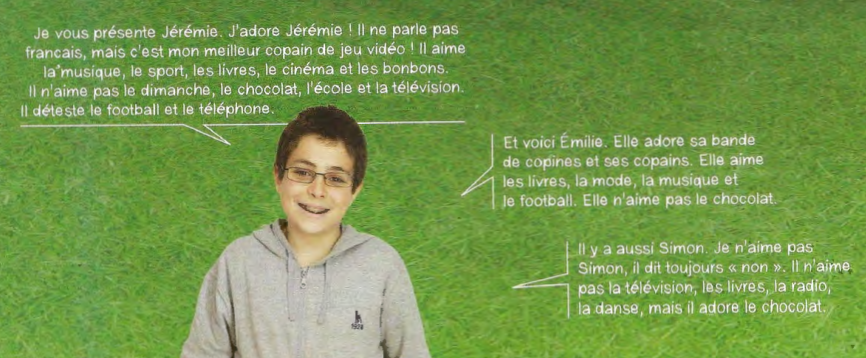 Je vous présente Jérémie. J'adore Jérémie ! Il ne parle pas
francais, mais c'est mon meilleur copain de jeu vidéo ! Il aime
la musique, le sport, les livres, le cinéma et les bonbons.
Il n'aime pas le dimanche, le chocolat, l'école et la télévision.
Il déteste le football et le téléphone.
Et voici Émilie. Elle adore sa bande
de copines et ses copains. Elle aime
les livres, la mode, la musique et
le football. Elle n'aime pas le chocolat.
Il y a aussi Simon. Je n'aime pas
Simon, il dit toujours « non ». Il n'aime
pas la télévision, les livres, la radio,
la danse, mais il adore le chocolat.